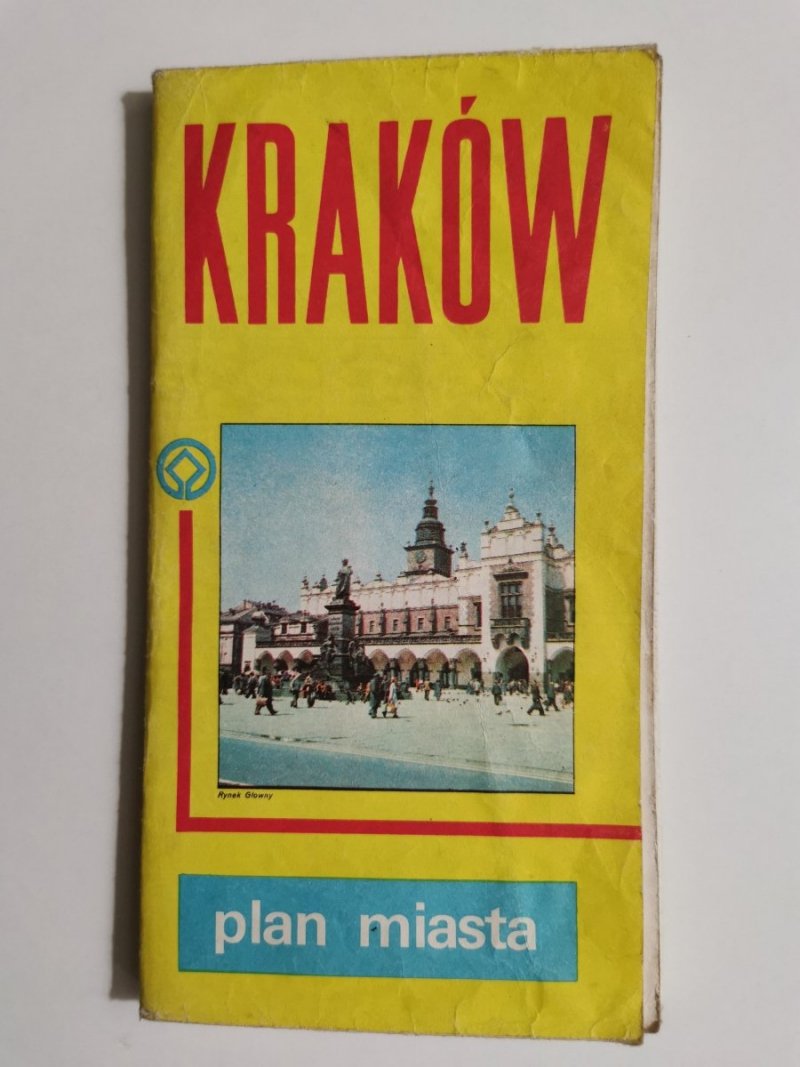 KRAKÓW
Rynek Główny
plan miasta